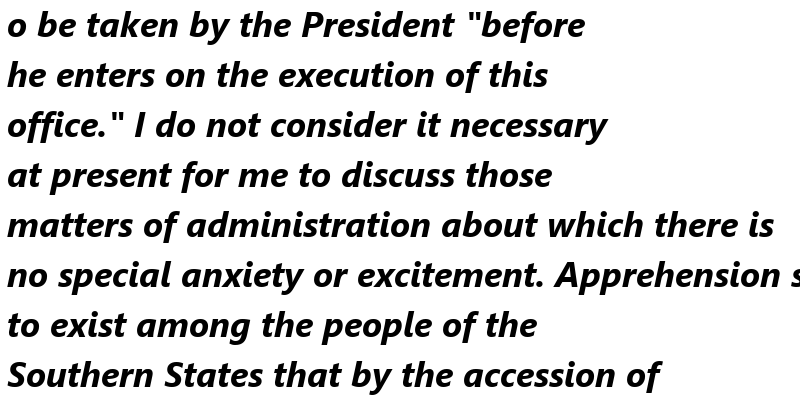 o be taken by the President "before
he enters on the execution of this
office." I do not consider it necessary
at present for me to discuss those
matters of administration about which there is
no special anxiety or excitement. Apprehension s
to exist among the people of the
Southern States that by the accession of